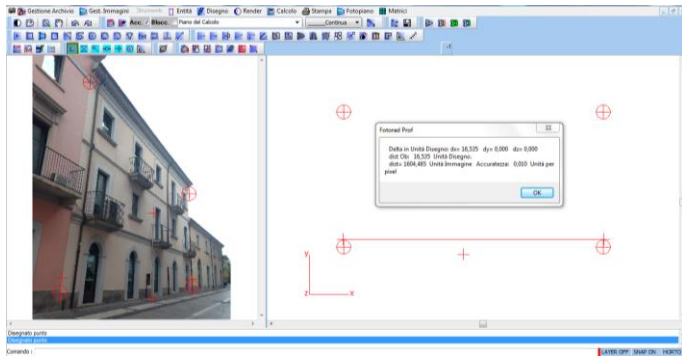 Gestione Archivio Gest. Immagini Strumenti Entità Disegno Render Calcolo Stampa Fotopiano Matrici
Acc. / Blocc. Piano del Calcolo Continua
Fotorad Prof
Delta in Unità Disegno: dx= 16,535 dy= 0,000 dz= 0,000
dist Ob: 16,535 Unità Disegno.
dist= 1604,485 Unità Immagine Accuratezza: 0,010 Unità per
pixel
OK
y
z x
Disegnato punto
Disegnato punto
Comando :
LAYER OFF SNAP ON